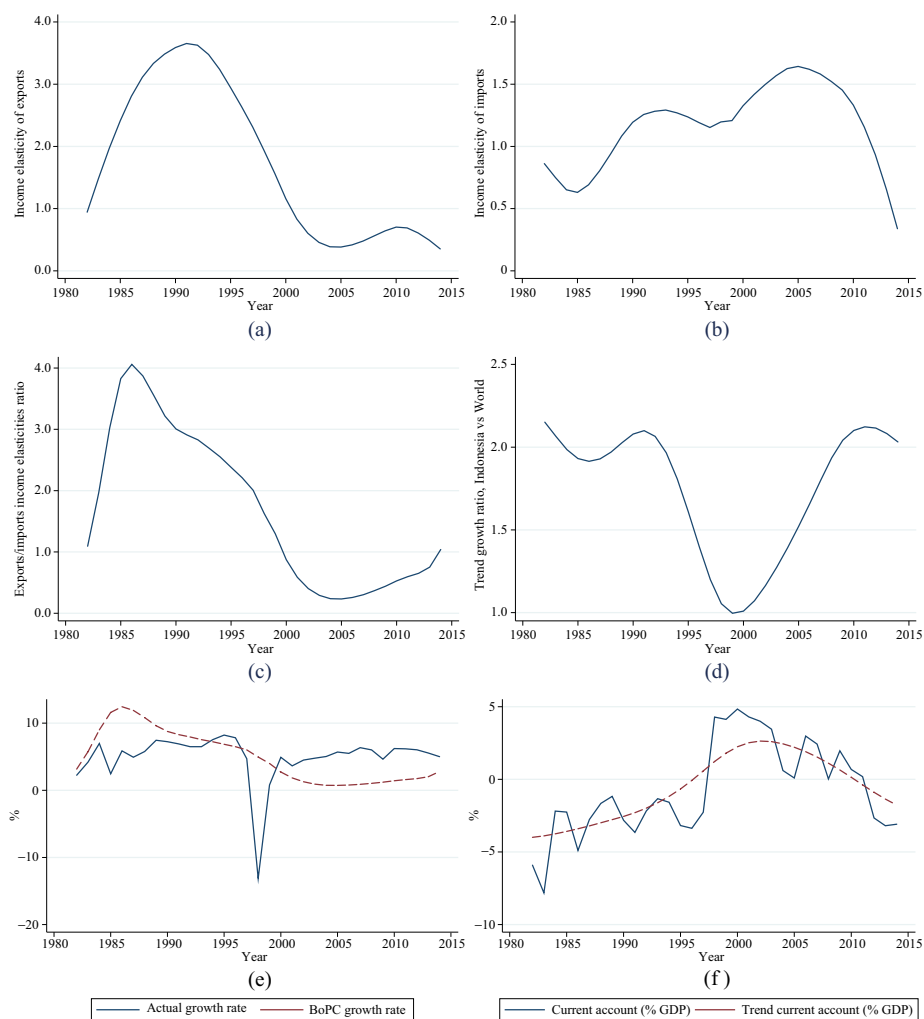 4.0
3.0
2.0
1.0
0.0
Income elasticity of exports
1980 1985 1990 1995 2000 2005 2010 2015
Year
(a)
2.0
1.5
1.0
0.5
0
Income elasticity of imports
1980 1985 1990 1995 2000 2005 2010 2015
Year
(b)
4.0
3.0
2.0
1.0
0.0
Exports/imports income elasticities ratio
1980 1985 1990 1995 2000 2005 2010 2015
Year
(c)
2.5
2.0
1.5
1.0
Trend growth ratio, Indonesia vs World
1980 1985 1990 1995 2000 2005 2010 2015
Year
(d)
10
0
−10
−20
%
1980 1985 1990 1995 2000 2005 2010 2015
Year
(e)
Actual growth rate BoPC growth rate
5
0
−5
−10
%
1980 1985 1990 1995 2000 2005 2010 2015
Year
(f )
Current account (% GDP) Trend current account (% GDP)